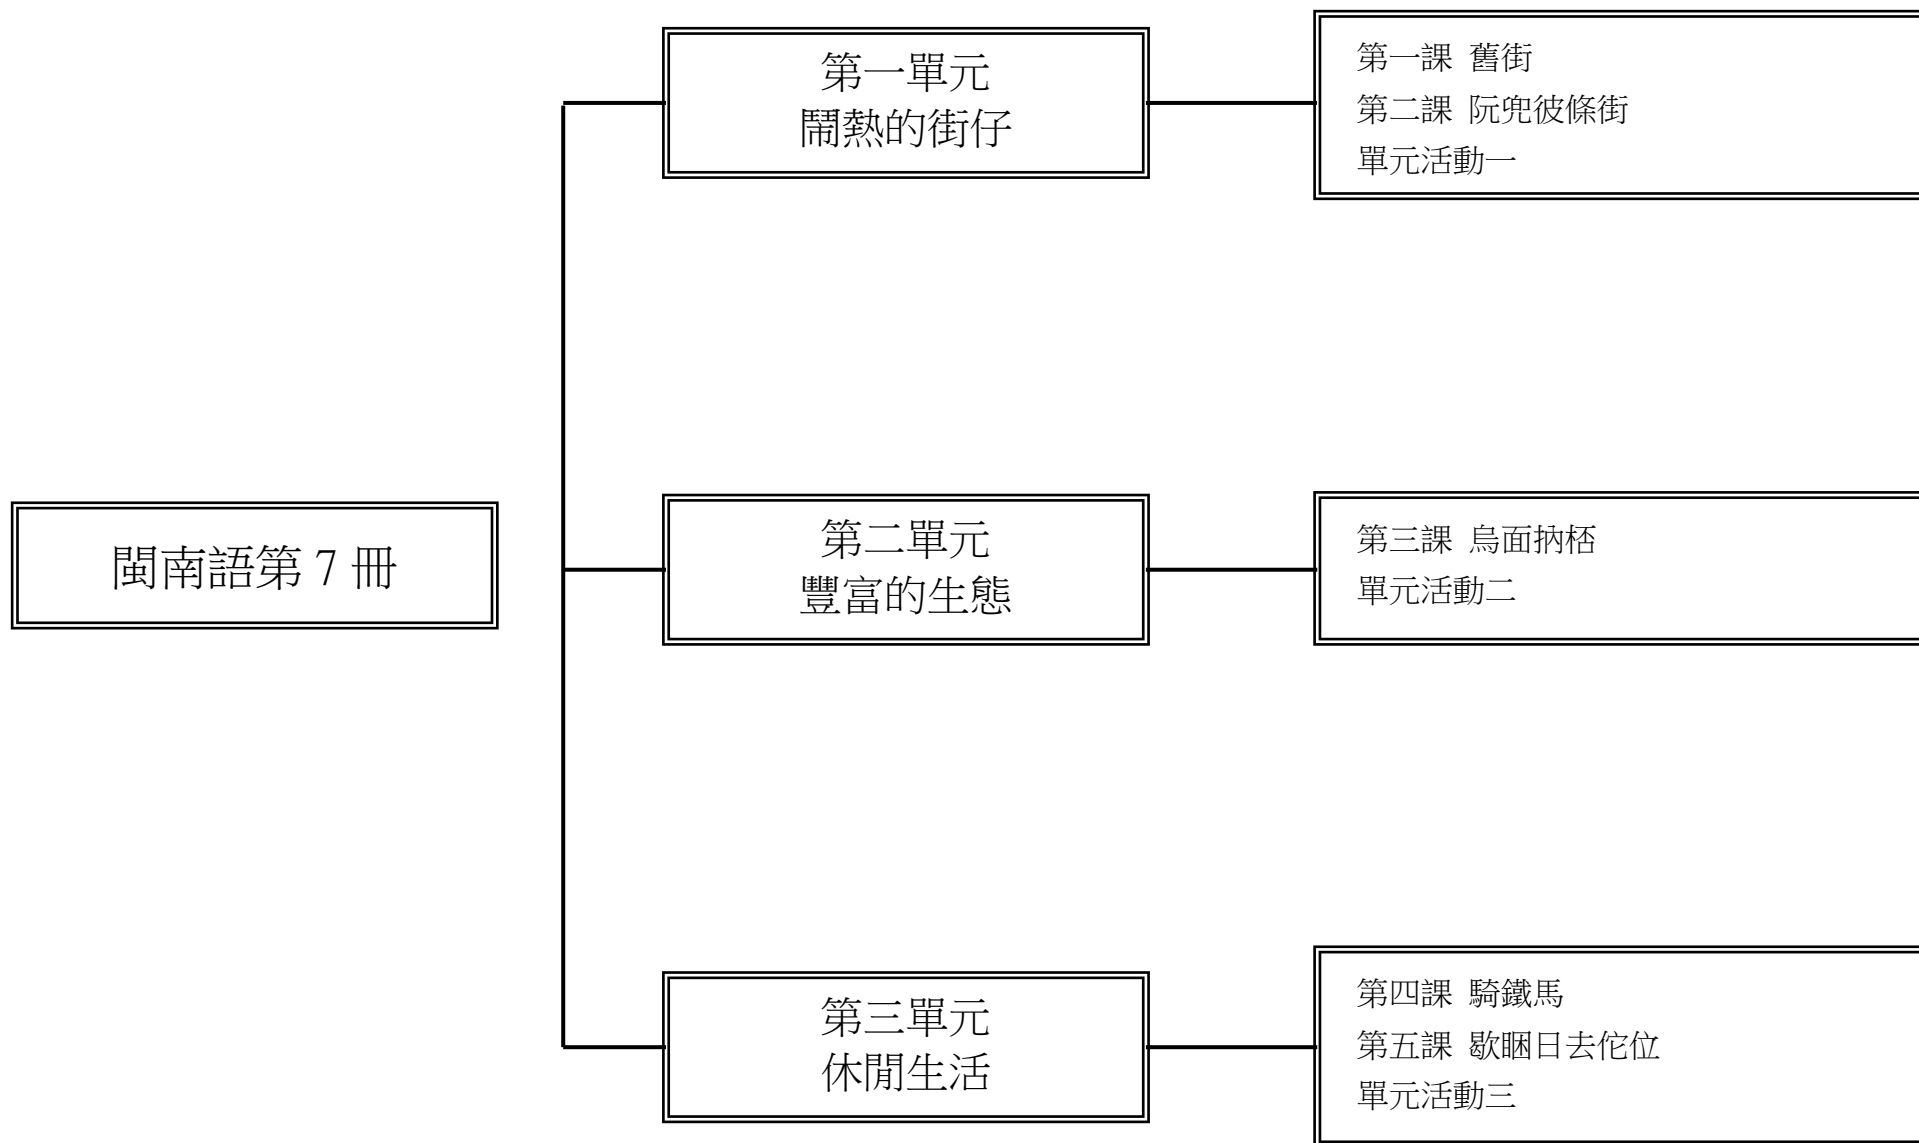 閩南語第 7 冊
第一單元
鬧熱的街仔
第一課 舊街
第二課 阮兜彼條街
單元活動一
第二單元
豐富的生態
第三課 烏面抐桮
單元活動二
第三單元
休閒生活
第四課 騎鐵馬
第五課 歇睏日去佗位
單元活動三